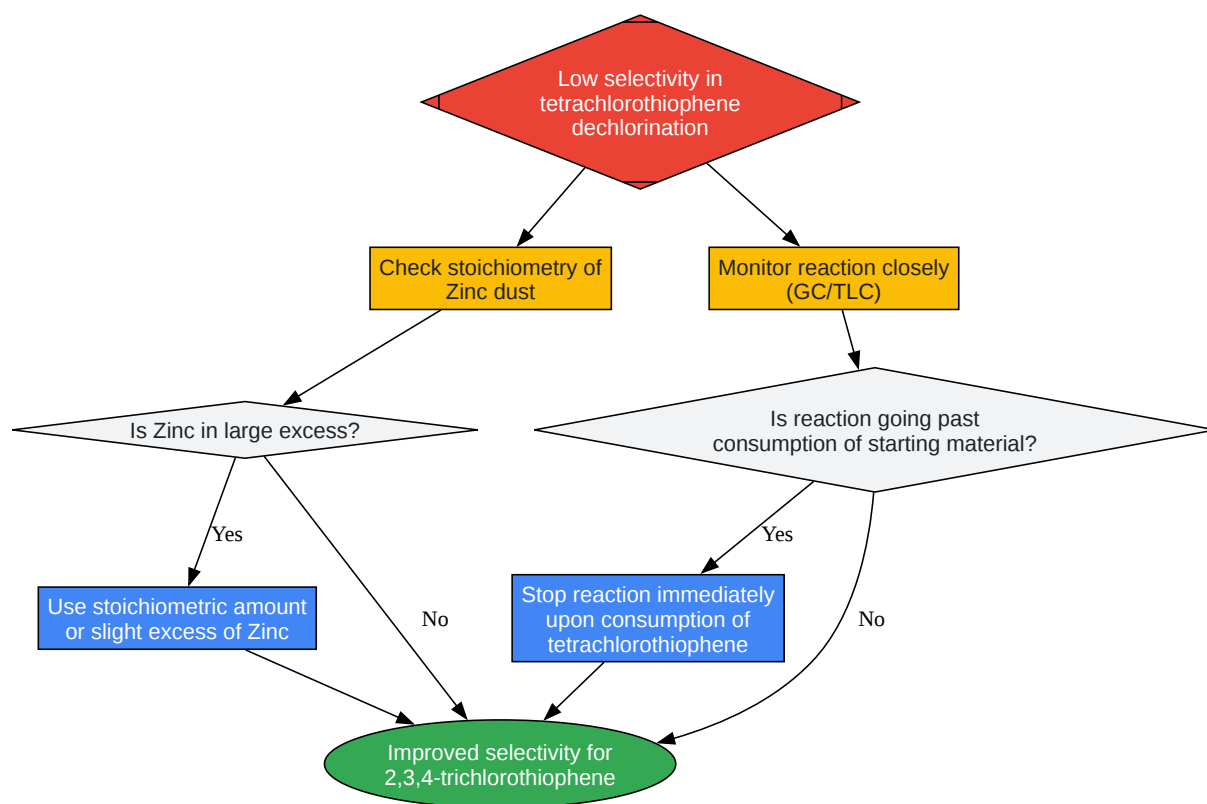 Low selectivity in
tetrachlorothiophene
dechlorination
Check stoichiometry of
Zinc dust
Monitor reaction closely
(GC/TLC)
Is Zinc in large excess?
Is reaction going past
consumption of starting material?
Yes
No
Yes
No
Use stoichiometric amount
or slight excess of Zinc
Stop reaction immediately
upon consumption of
tetrachlorothiophene
Improved selectivity for
2,3,4-trichlorothiophene